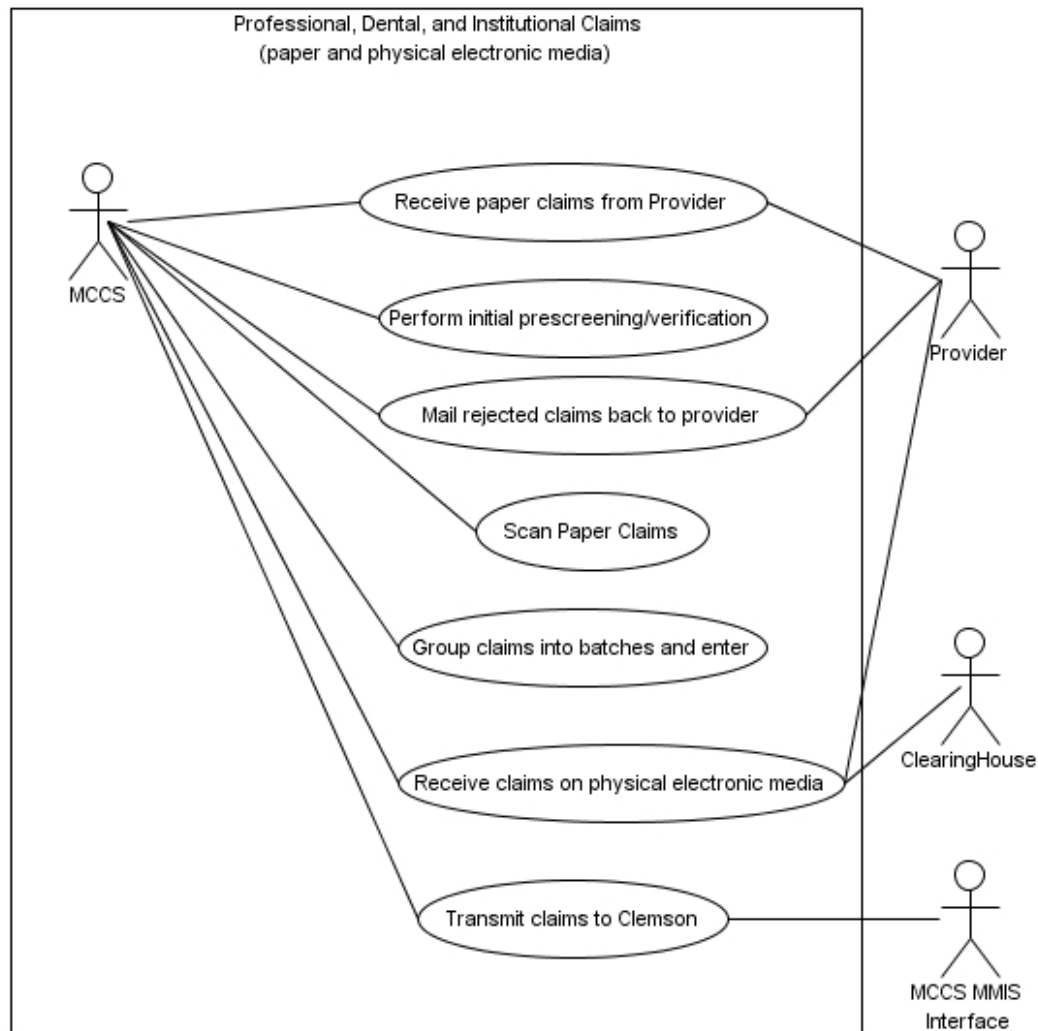 Professional, Dental, and Institutional Claims
(paper and physical electronic media)
Receive paper claims from Provider
MCCS
Perform initial prescreening/verification
Provider
Mail rejected claims back to provider
Scan Paper Claims
Group claims into batches and enter
ClearingHouse
Receive claims on physical electronic media
Transmit claims to Clemson
MCCS MMIS
Interface